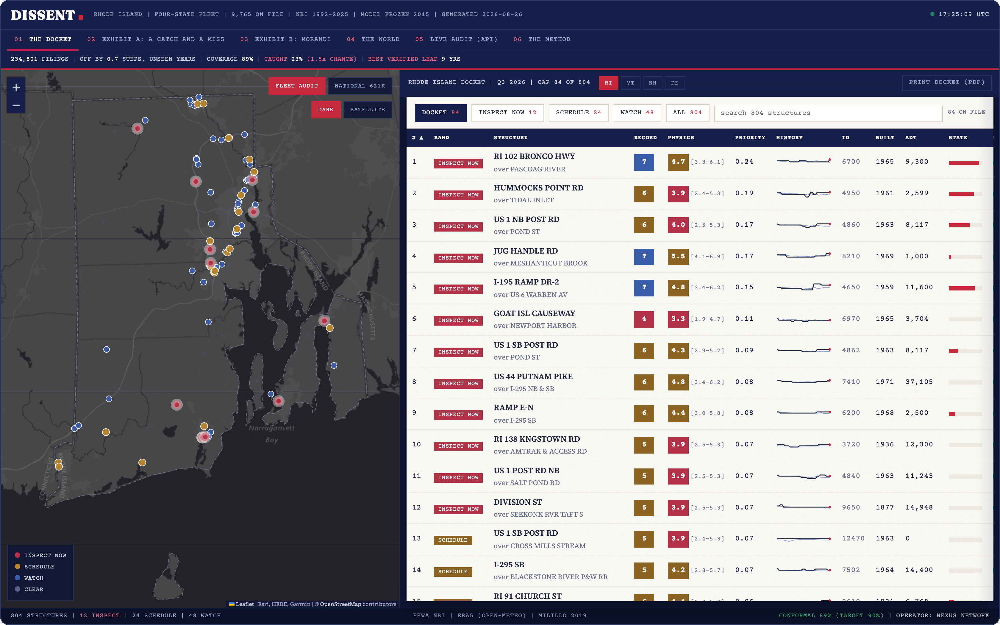 DISSENT
RHODE ISLAND | FOUR-STATE FLEET | 9,765 ON FILE | NBI 1992-2025 | MODEL FROZEN 2015 | GENERATED 2026-08-26
17:25:09 UTC
01 THE DOCKET 02 EXHIBIT A: A CATCH AND A MISS 03 EXHIBIT B: MORANDI 04 THE WORLD 05 LIVE AUDIT (API) 06 THE METHOD
234,801 FILINGS | OFF BY 0.7 STEPS, UNSEEN YEARS | COVERAGE 89% | CAUGHT 23% (1.5x CHANCE) | BEST VERIFIED LEAD 9 YRS
+
−
FLEET AUDIT NATIONAL 621K
DARK SATELLITE
RHODE ISLAND
MASSACHUSETTS
Narragansett
Bay
CONNECTICUT
RHODE ISLAND
INSPECT NOW
SCHEDULE
WATCH
CLEAR
Leaflet | Esri, HERE, Garmin | © OpenStreetMap contributors
RHODE ISLAND DOCKET | Q3 2026 | CAP 84 OF 804 RI VT NH DE PRINT DOCKET (PDF)
DOCKET 84 INSPECT NOW 12 SCHEDULE 24 WATCH 48 ALL 804 search 804 structures 84 ON FILE
# ▲ BAND STRUCTURE RECORD PHYSICS PRIORITY HISTORY ID BUILT ADT STATE
1 INSPECT NOW RI 102 BRONCO HWY 7 4.7 [3.3-6.1] 0.24 6700 1965 9,300
over PASCOAG RIVER
2 INSPECT NOW HUMMOCKS POINT RD 6 3.9 [2.4-5.3] 0.19 4950 1961 2,599
over TIDAL INLET
3 INSPECT NOW US 1 NB POST RD 6 4.0 [2.5-5.3] 0.17 4860 1963 8,117
over POND ST
4 INSPECT NOW JUG HANDLE RD 7 5.5 [4.1-6.9] 0.17 8210 1969 1,000
over MESHANTICUT BROOK
5 INSPECT NOW I-195 RAMP DR-2 7 4.8 [3.4-6.2] 0.15 4650 1959 11,600
over US 6 WARREN AV
6 INSPECT NOW GOAT ISL CAUSEWAY 4 3.3 [1.9-4.7] 0.11 6970 1965 3,704
over NEWPORT HARBOR
7 INSPECT NOW US 1 SB POST RD 6 4.3 [2.9-5.7] 0.09 4862 1963 8,117
over POND ST
8 INSPECT NOW US 44 PUTNAM PIKE 6 4.8 [3.4-6.2] 0.08 7410 1971 37,105
over I-295 NB & SB
9 INSPECT NOW RAMP E-N 6 4.4 [3.0-5.8] 0.08 6200 1968 2,500
over I-295 SB
10 INSPECT NOW RI 138 KNGSTOWN RD 5 3.9 [2.5-5.3] 0.07 3720 1936 12,300
over AMTRAK & ACCESS RD
11 INSPECT NOW US 1 POST RD NB 5 3.9 [2.5-5.3] 0.07 4840 1963 11,243
over SALT POND RD
12 INSPECT NOW DIVISION ST 5 3.9 [2.5-5.3] 0.07 9650 1877 14,948
over SEEKONK RVR TAFT S
13 SCHEDULE US 1 SB POST RD 5 3.9 [2.4-5.3] 0.07 12470 1963 0
over CROSS MILLS STREAM
14 SCHEDULE I-295 SB 5 4.2 [2.8-5.7] 0.07 7502 1964 14,400
over BLACKSTONE RIVER P&W RR
RI 91 CHURCH ST
804 STRUCTURES | 12 INSPECT | 24 SCHEDULE | 48 WATCH
FHWA NBI | ERA5 (OPEN-METEO) | MILILLO 2019
CONFORMAL 89% (TARGET 90%) | OPERATOR: NEXUS NETWORK